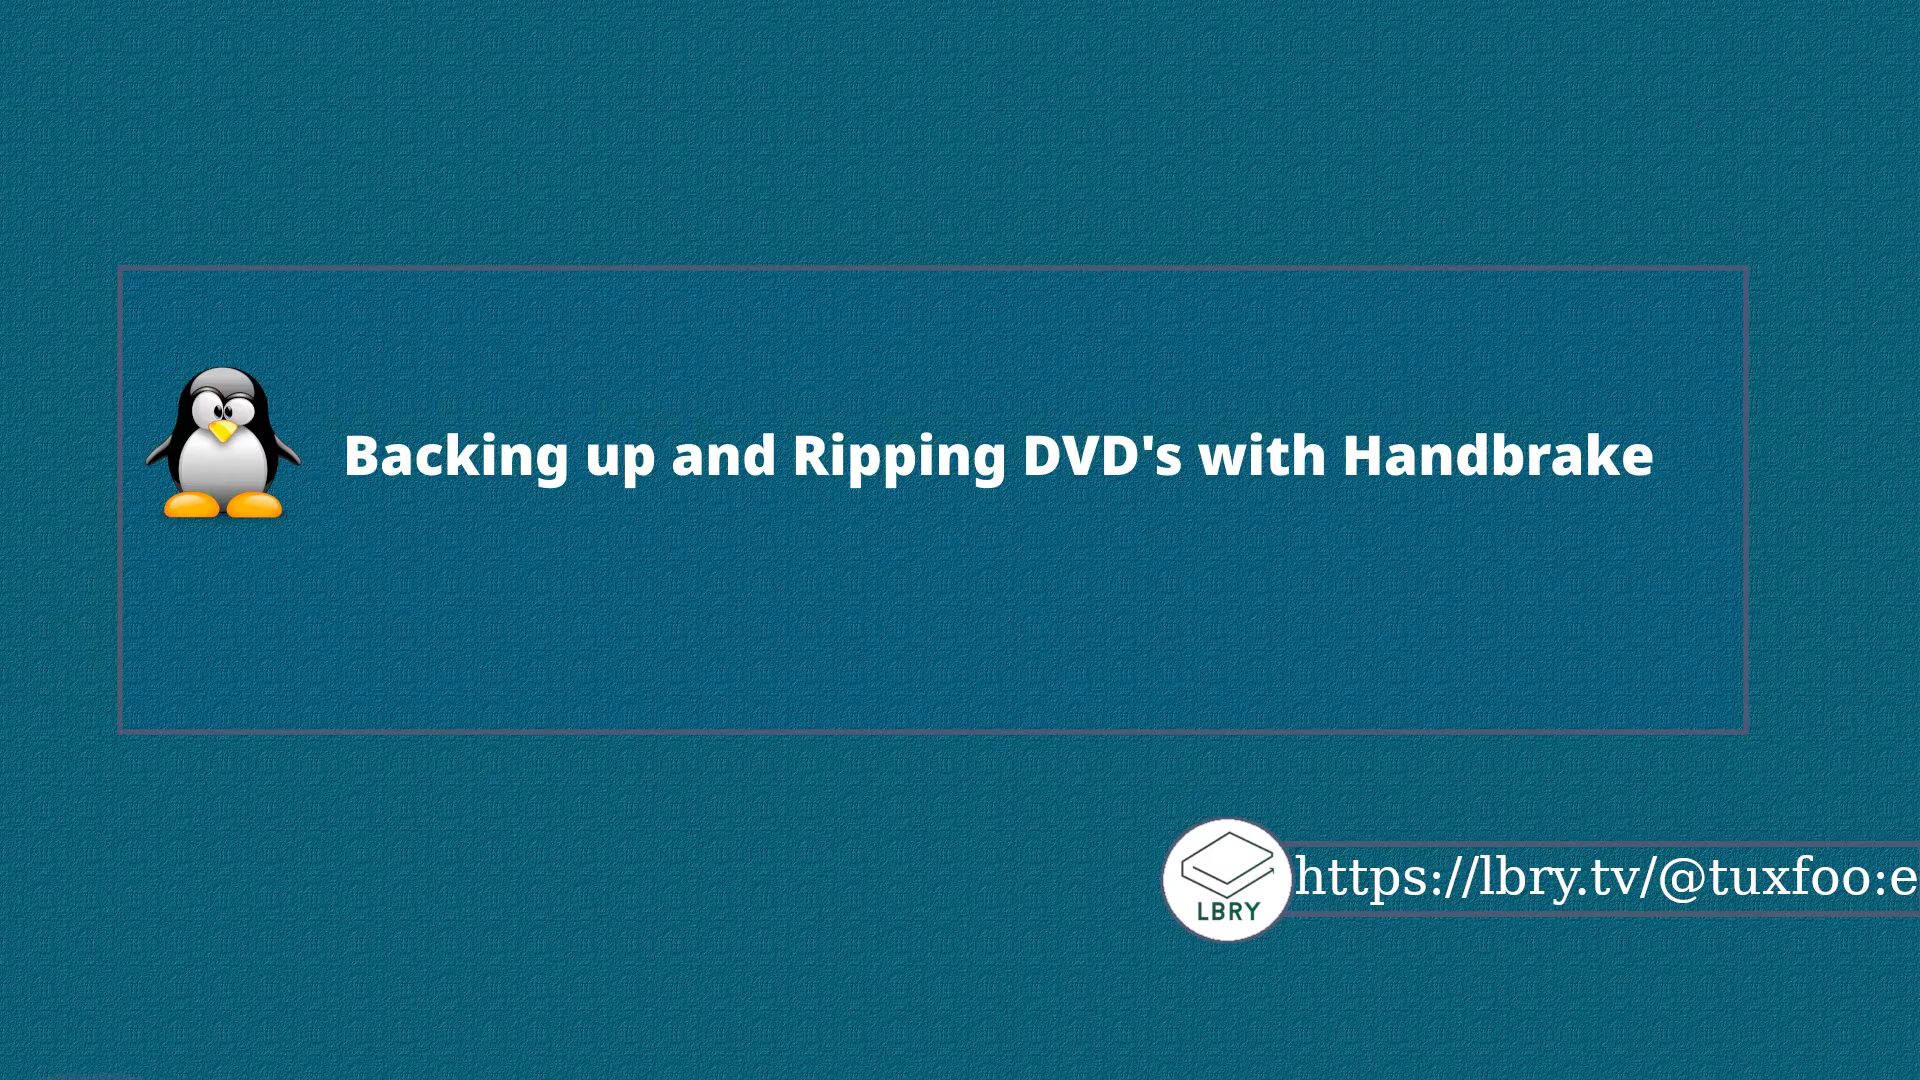 Backing up and Ripping DVD's with Handbrake
https://lbry.tv/@tuxfoo:e
LBRY